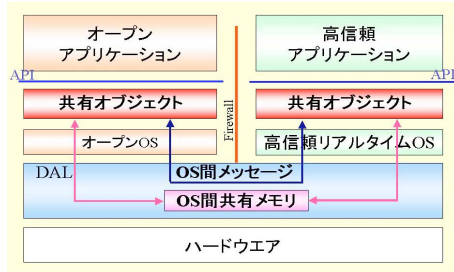 オープン
アプリケーション
高信頼
アプリケーション
API
API
共有オブジェクト
Firewall
共有オブジェクト
オープンOS
高信頼リアルタイムOS
DAL
OS間メッセージ
OS間共有メモリ
ハードウエア